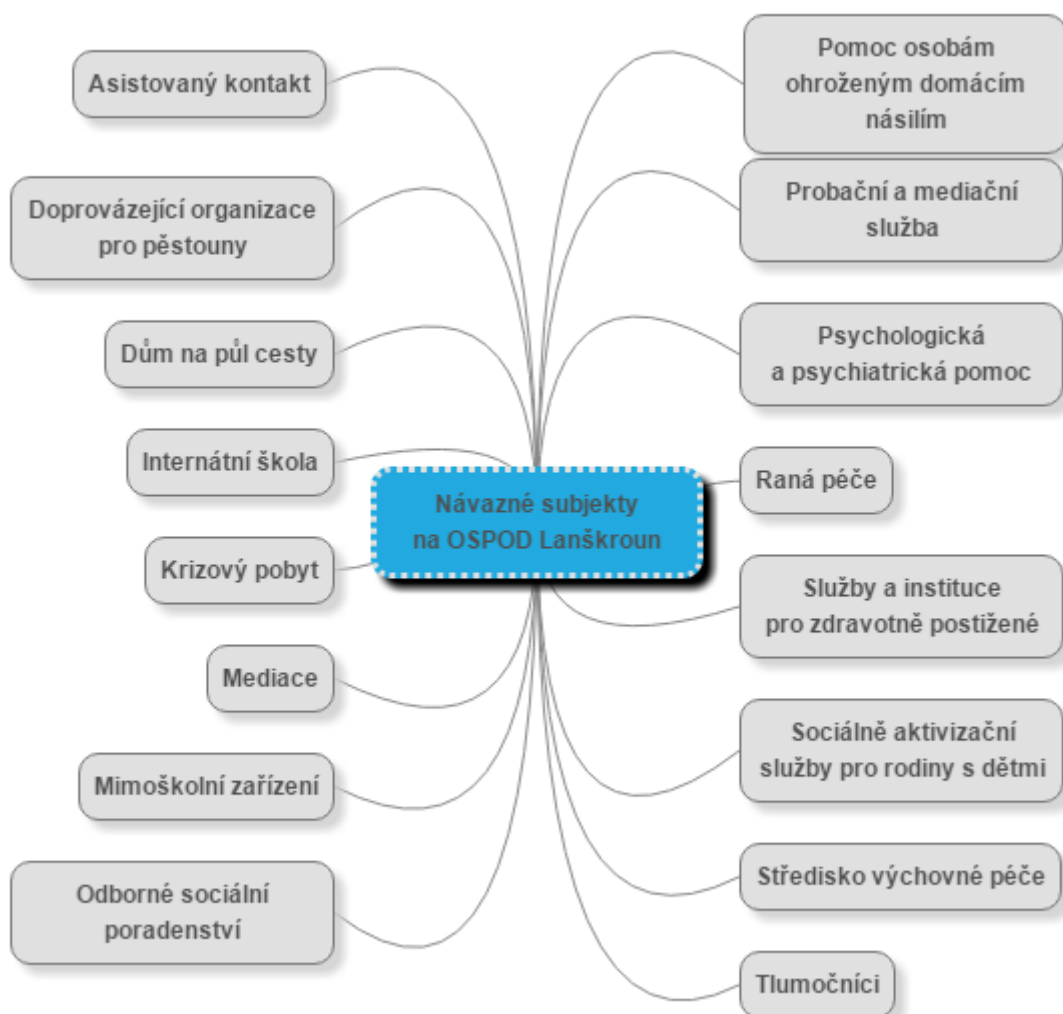 Asistovaný kontakt
Doprovázející organizace
pro pěstouny
Dům na půl cesty
Internátní škola
Krizový pobyt
Mediace
Mimoškolní zařízení
Odborné sociální
poradenství
Návazné subjekty
na OSPOD Lanškroun
Pomoc osobám
ohroženým domácím
násilím
Probační a mediační
služba
Psychologická
a psychiatrická pomoc
Raná péče
Služby a instituce
pro zdravotně postižené
Sociálně aktivizační
služby pro rodiny s dětmi
Středisko výchovné péče
Tlumočníci